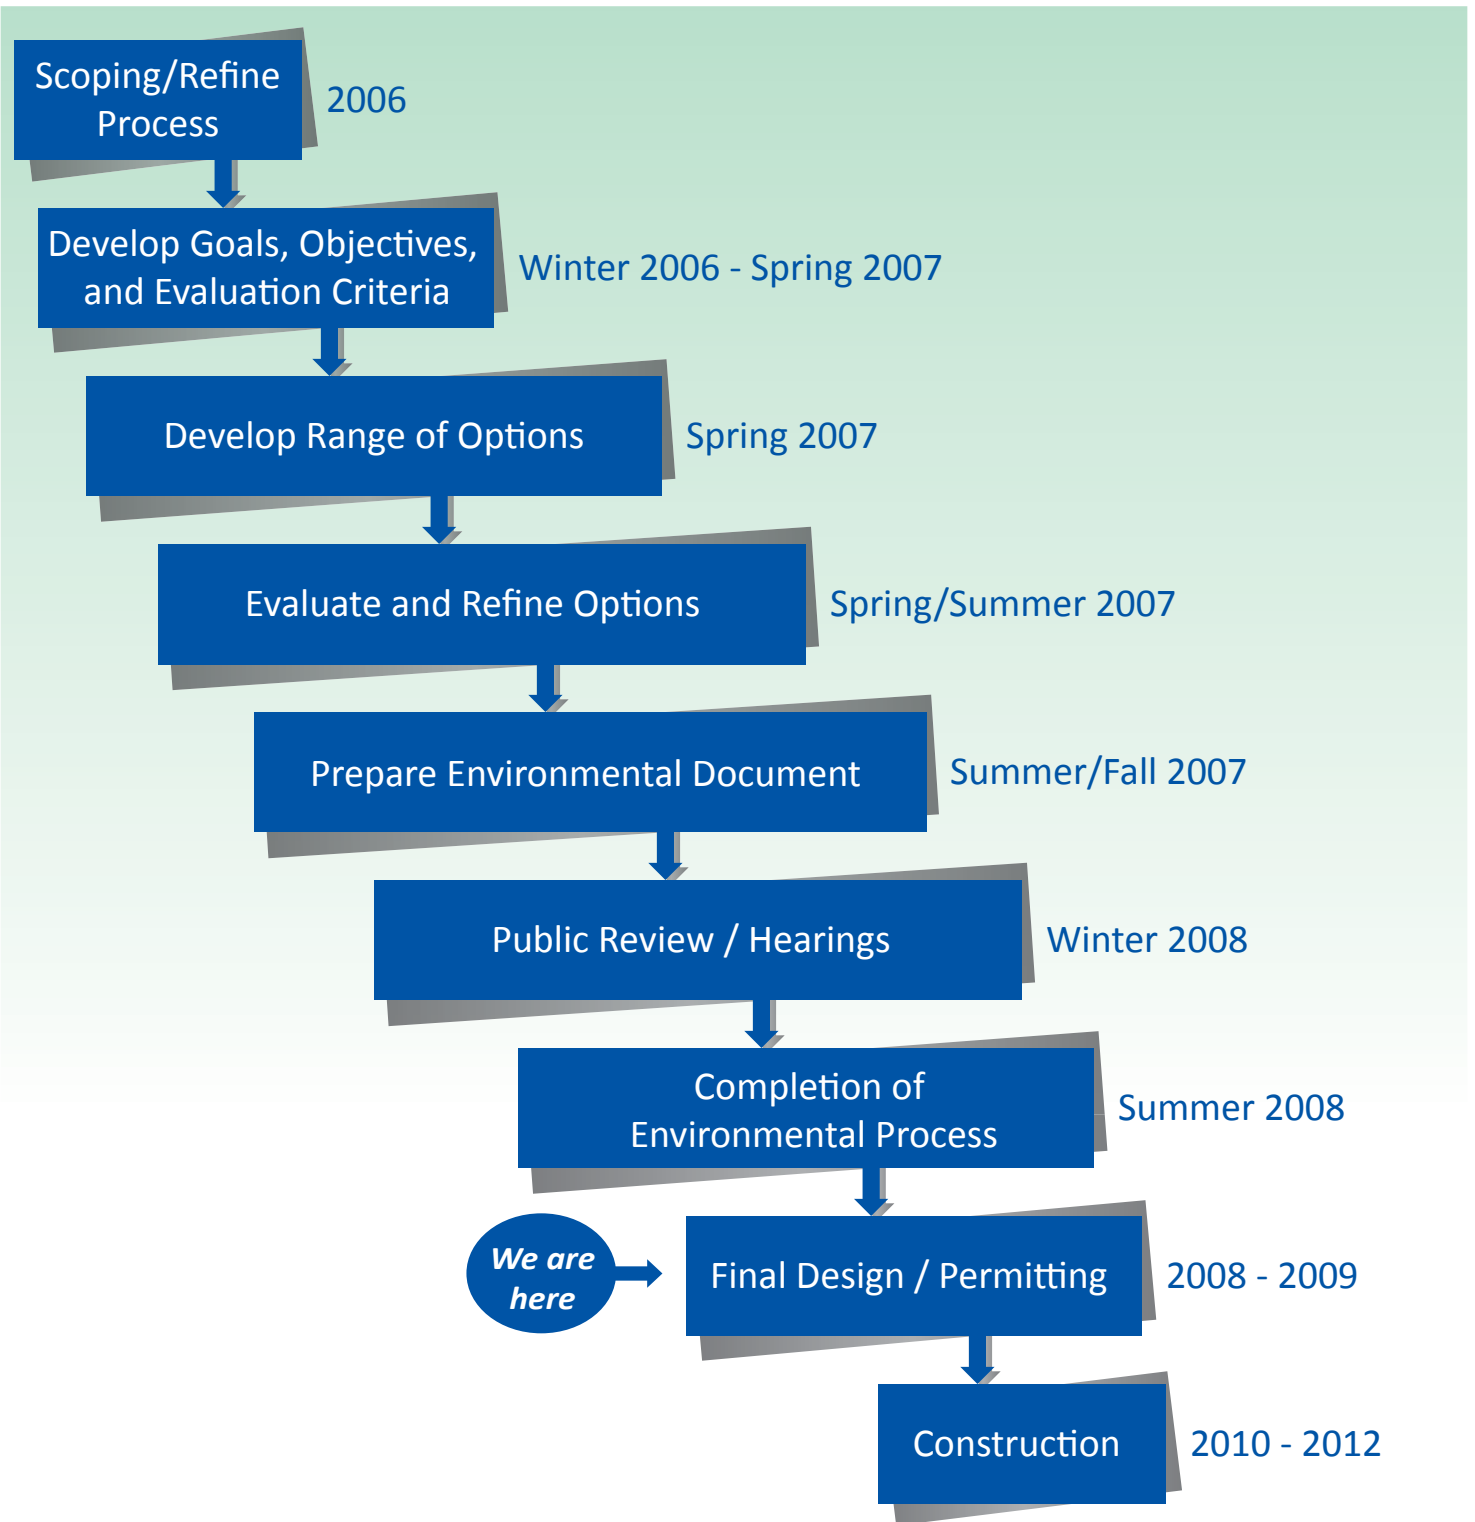 Scoping/Refine
Process
2006
Develop Goals, Objectives,
and Evaluation Criteria
Winter 2006 - Spring 2007
Develop Range of Options
Spring 2007
Evaluate and Refine Options
Spring/Summer 2007
Prepare Environmental Document
Summer/Fall 2007
Public Review / Hearings
Winter 2008
Completion of
Environmental Process
Summer 2008
We are
here
Final Design / Permitting
2008 - 2009
Construction
2010 - 2012